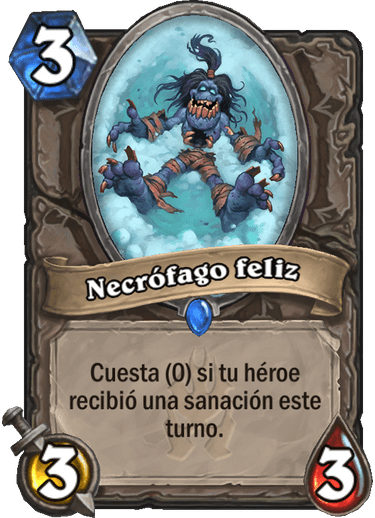 3
Necrófago feliz
Cuesta (0) si tu héroe
recibió una sanación este
turno.
3
3